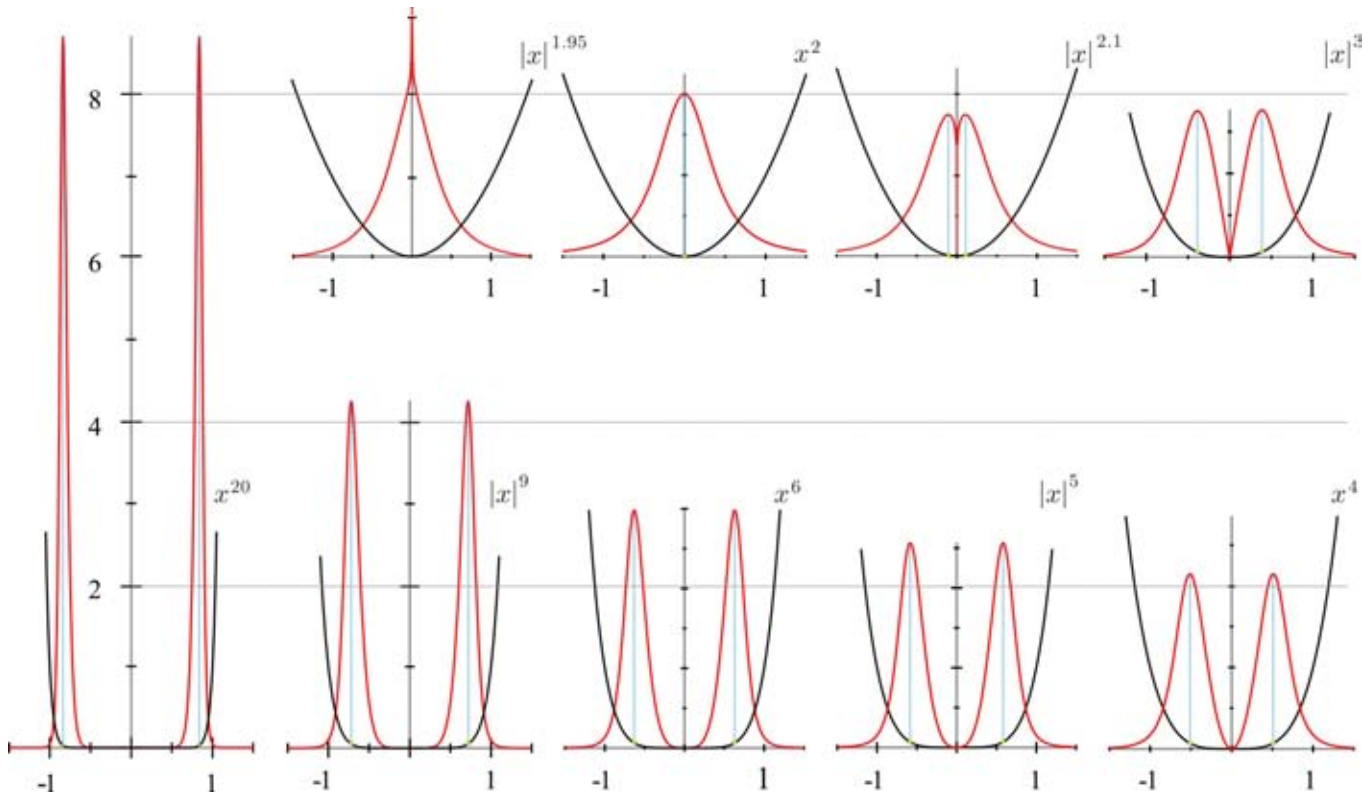 |x|^1.95 x^2 |x|^2.1 |x|^3
8
6
-1 1 -1 1 -1 1 -1 1
4
x^20 |x|^9 x^6 |x|^5 x^4
2
-1 1 -1 1 -1 1 -1 1 -1 1